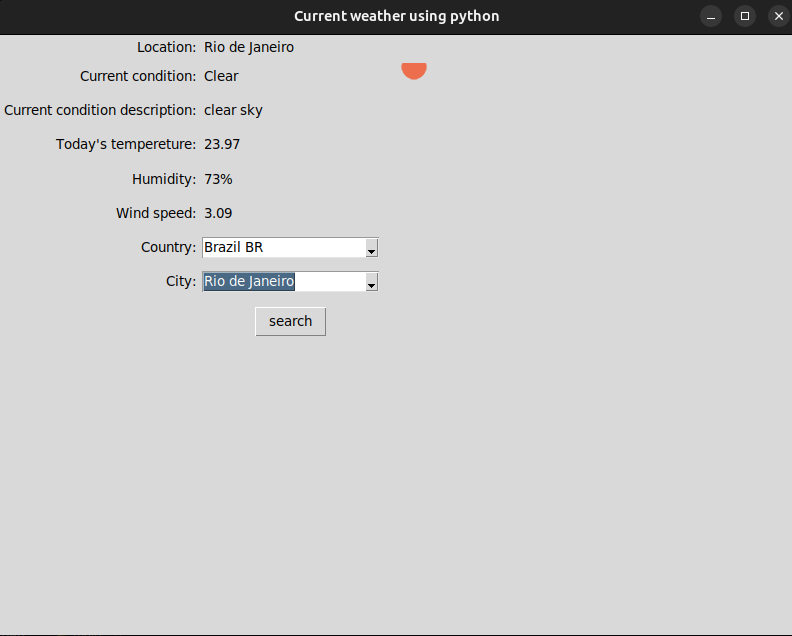 Current weather using python
Location: Rio de Janeiro
Current condition: Clear
Current condition description: clear sky
Today's tempereture: 23.97
Humidity: 73%
Wind speed: 3.09
Country: Brazil BR
City: Rio de Janeiro
search